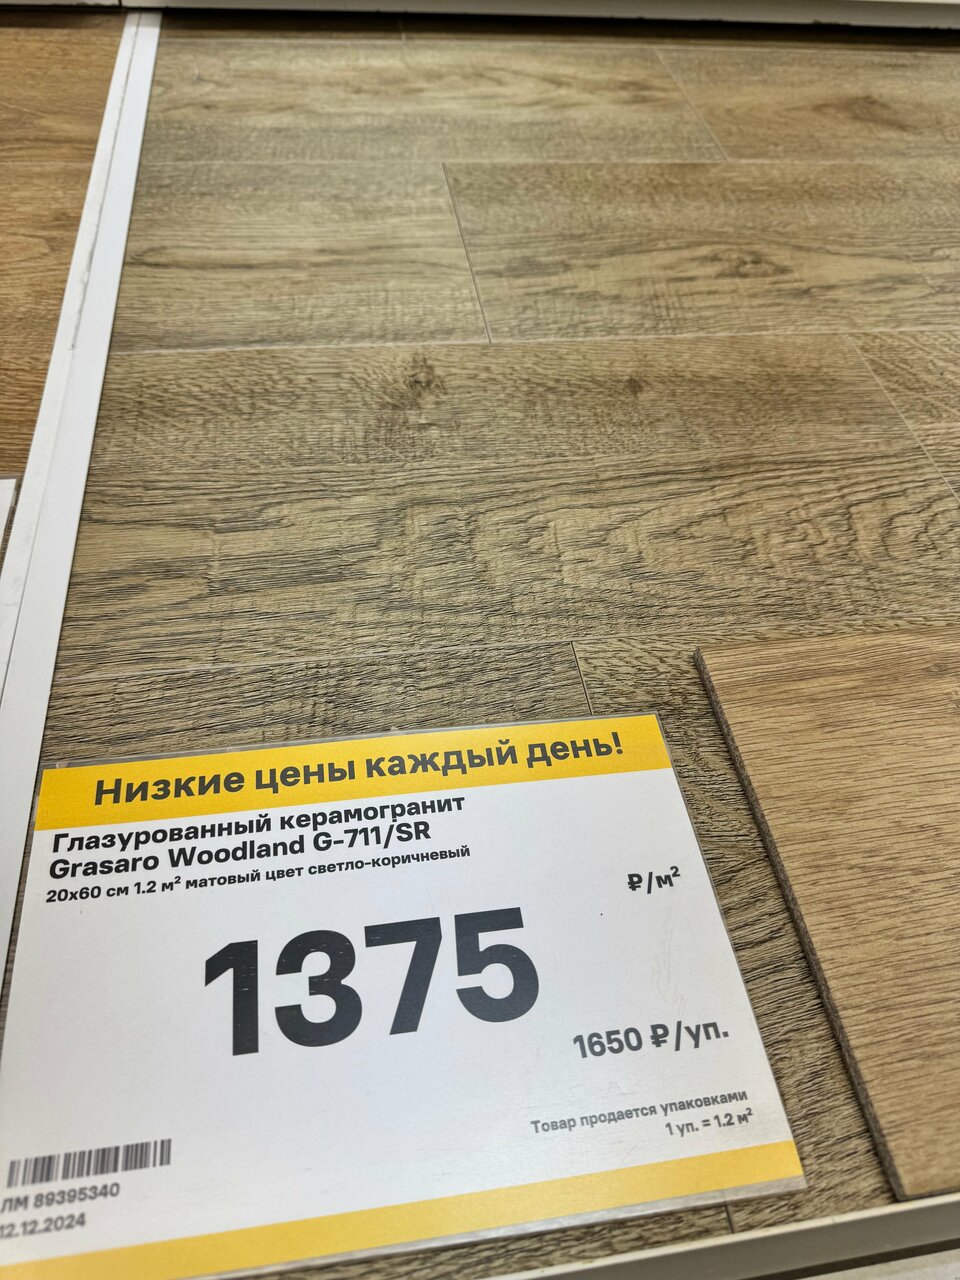 Низкие цены каждый день!
Глазурованный керамогранит
Grasaro Woodland G-711/SR
20x60 см 1.2 м² матовый цвет светло-коричневый
₽/м²
1375
1650 ₽/уп.
Товар продается упаковками
1 уп. = 1.2 м²
ЛМ 89395340
12.12.2024